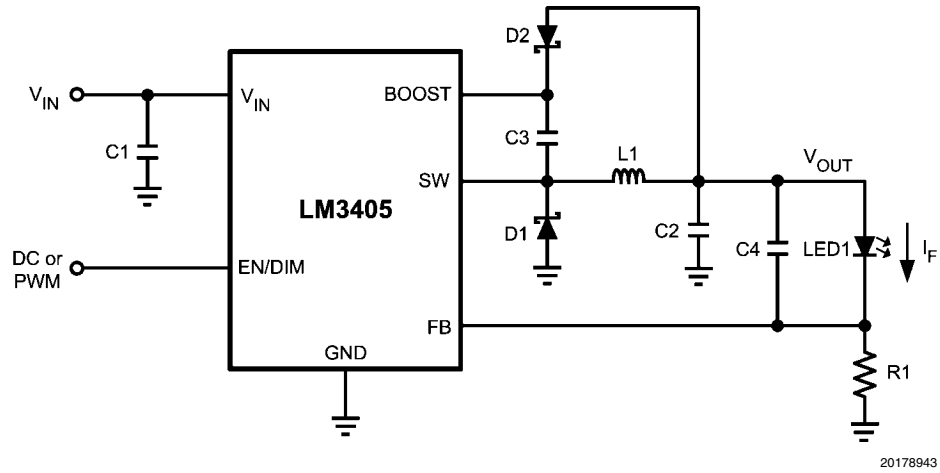 D2
V_IN
V_IN
BOOST
C1
C3
L1
V_OUT
SW
LM3405
D1
C2
C4
LED1
I_F
DC or
PWM
EN/DIM
FB
GND
R1
20178943